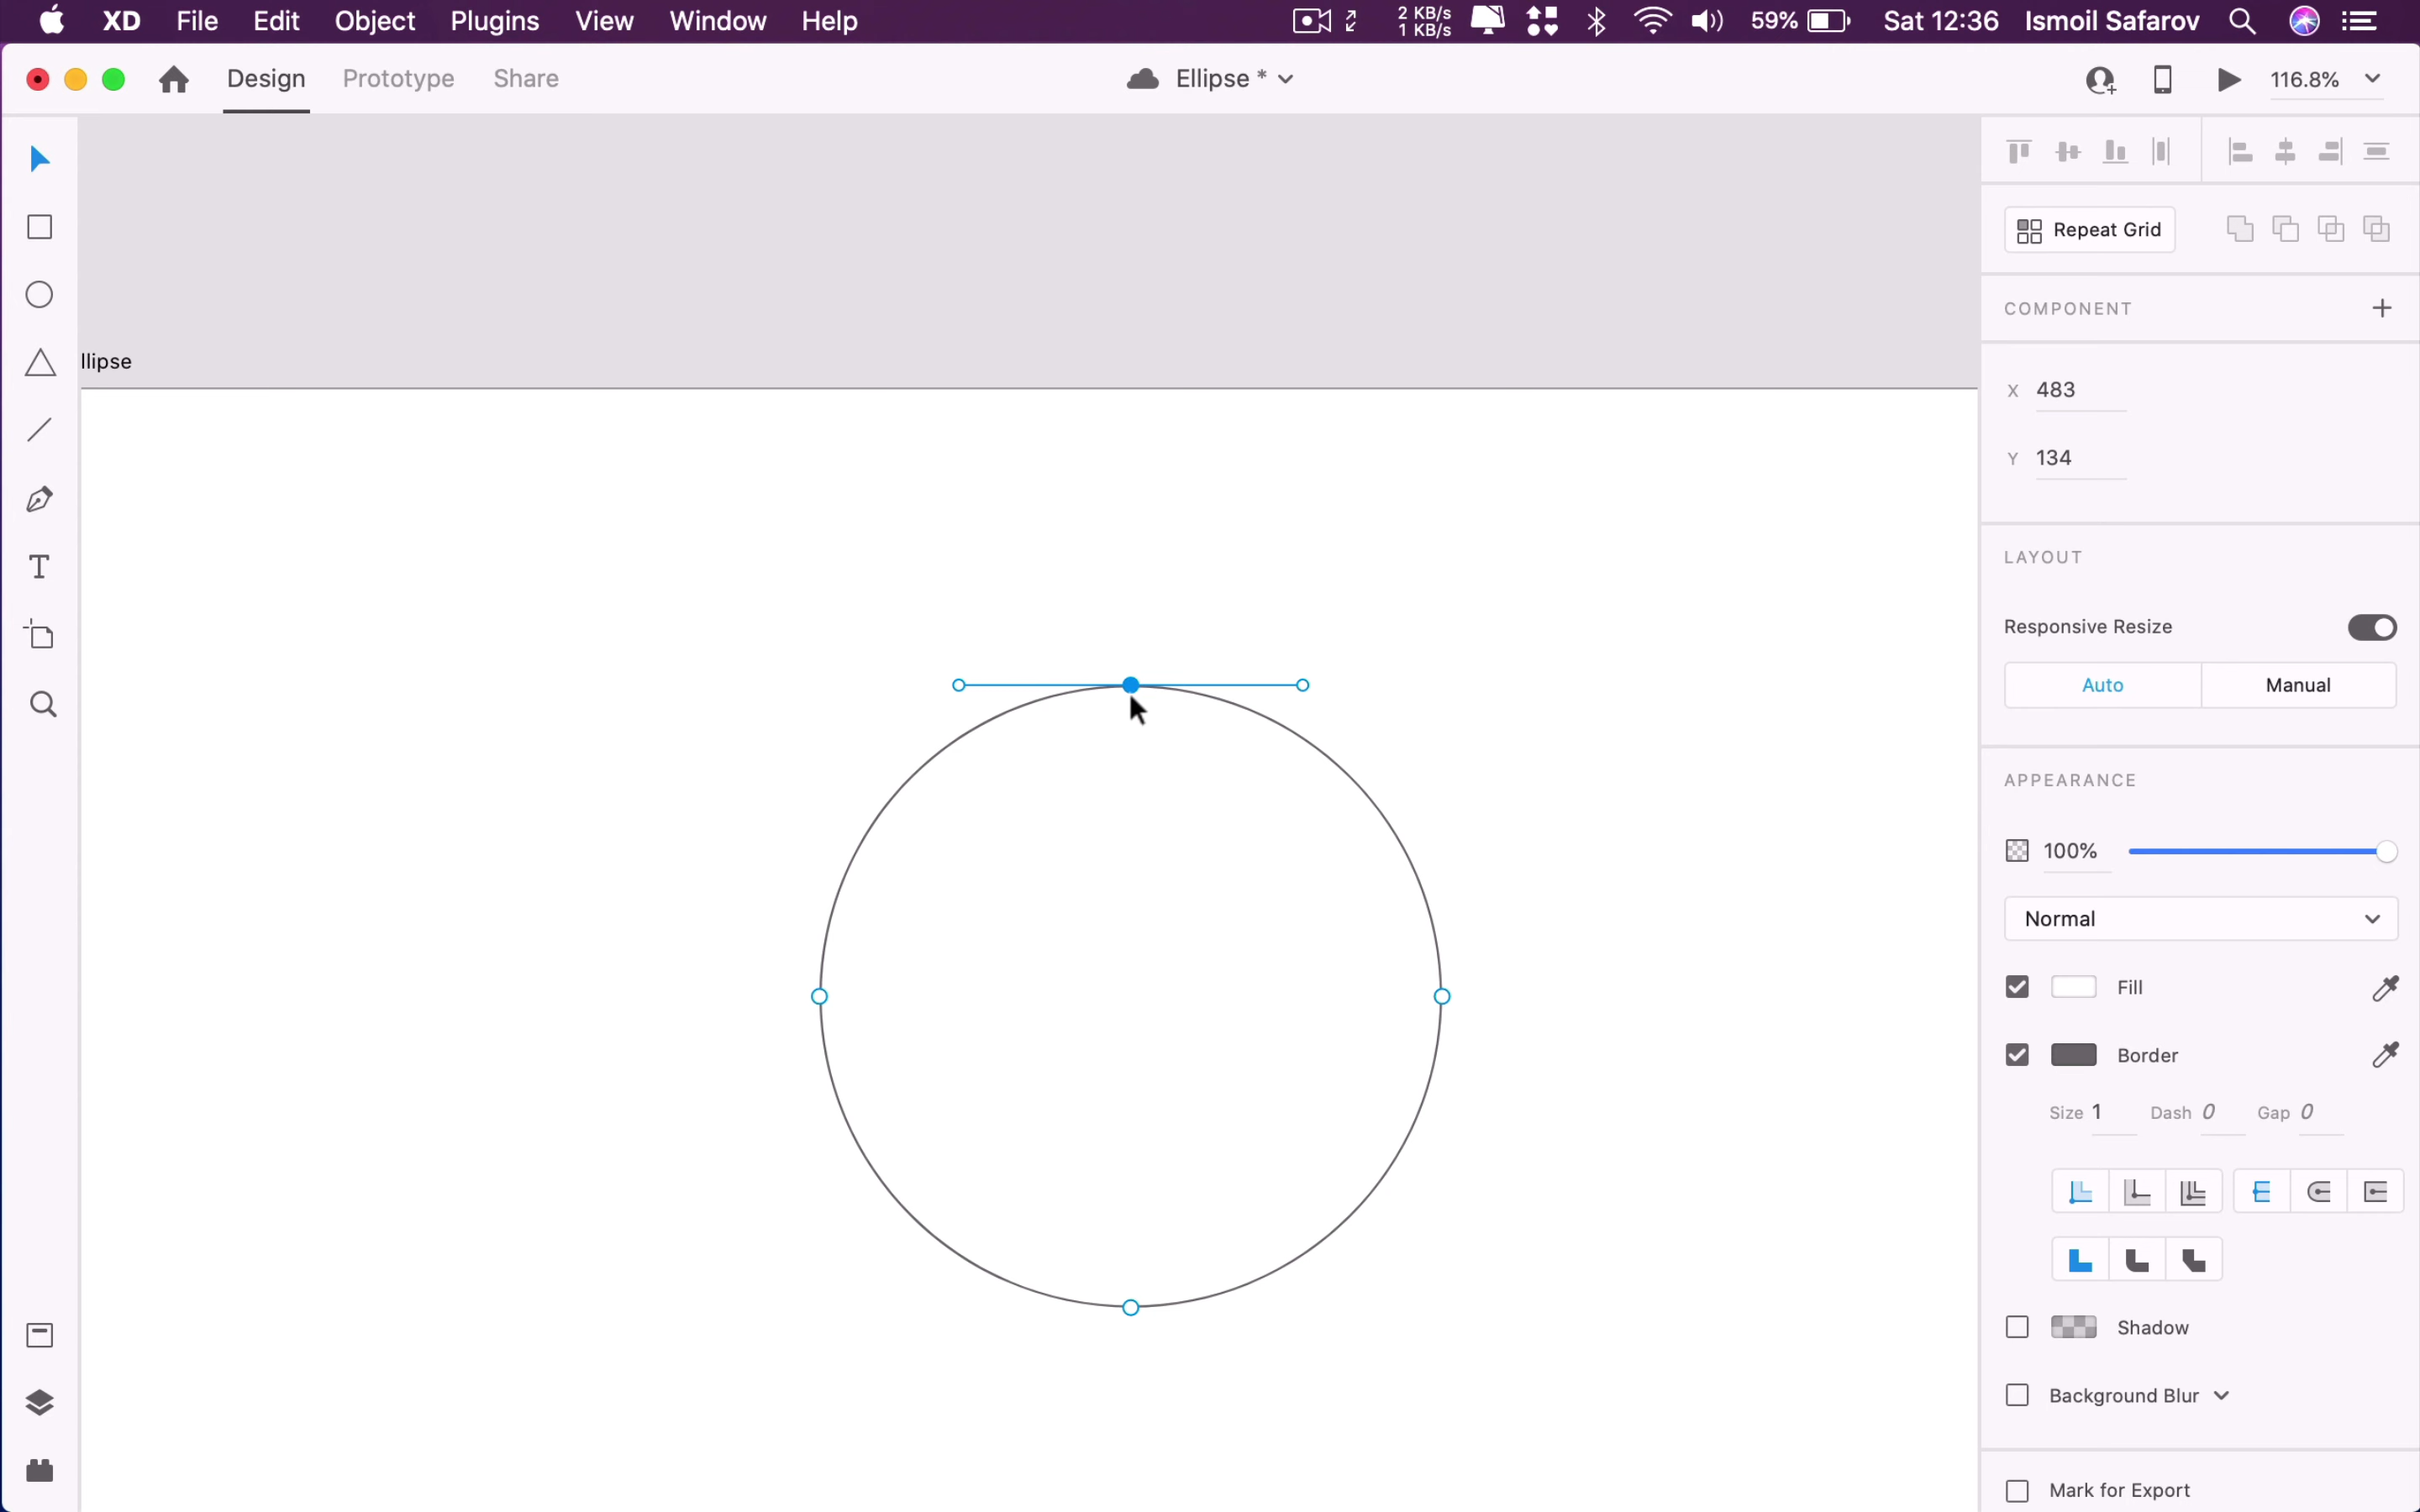 XD File Edit Object Plugins View Window Help 2 KB/s 1 KB/s 59% Sat 12:36 Ismoil Safarov
Design Prototype Share Ellipse * 116.8%
Repeat Grid
COMPONENT +
llipse
X 483
Y 134
LAYOUT
Responsive Resize
Auto Manual
APPEARANCE
100%
Normal
Fill
Border
Size 1 Dash 0 Gap 0
Shadow
Background Blur
Mark for Export